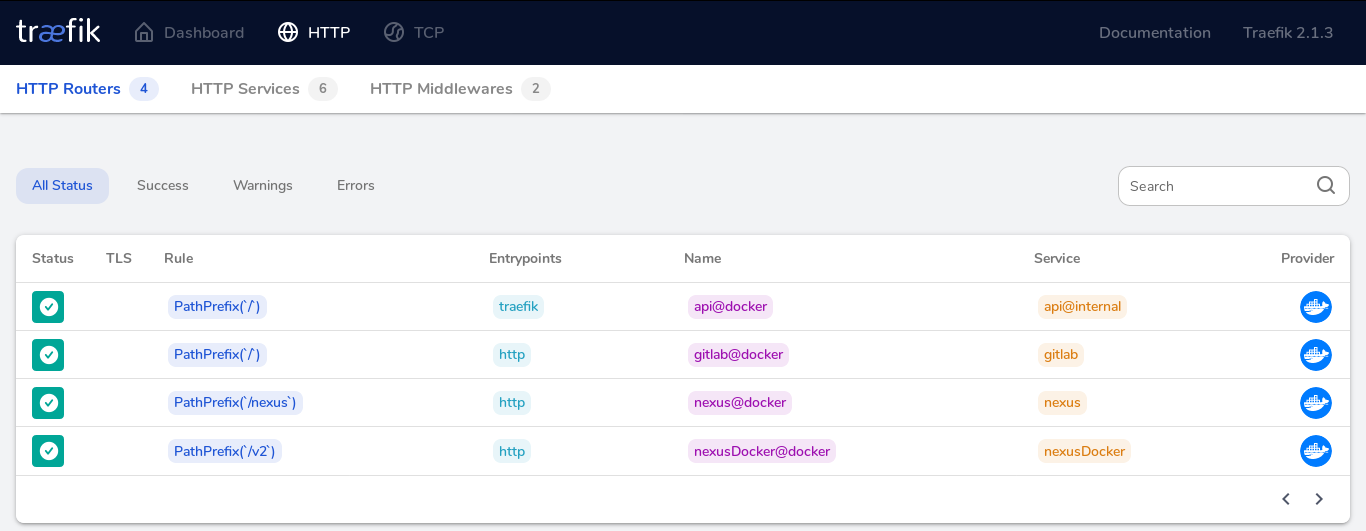 træfik Dashboard HTTP TCP Documentation Traefik 2.1.3
HTTP Routers 4 HTTP Services 6 HTTP Middlewares 2
All Status Success Warnings Errors Search
Status TLS Rule Entrypoints Name Service Provider
PathPrefix(`/`) traefik api@docker api@internal
PathPrefix(`/`) http gitlab@docker gitlab
PathPrefix(`/nexus`) http nexus@docker nexus
PathPrefix(`/v2`) http nexusDocker@docker nexusDocker